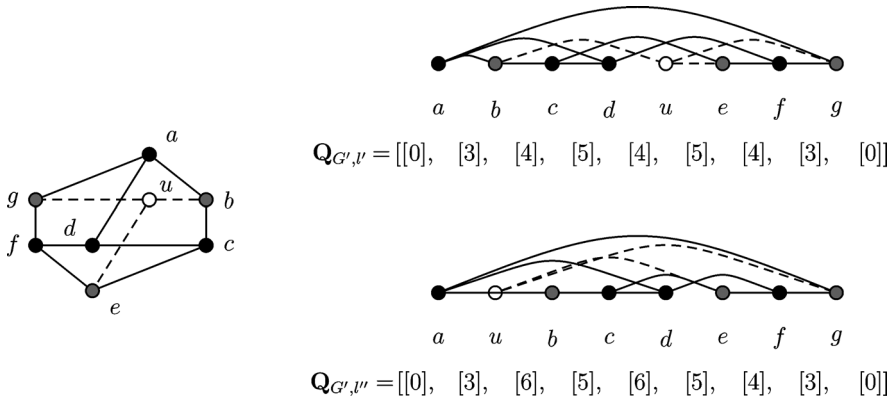 a b c d u e f g
Q_{G',l'} = [[0], [3], [4], [5], [4], [5], [4], [3], [0]]
a
g u b
f d c
e
a u b c d e f g
Q_{G',l''} = [[0], [3], [6], [5], [6], [5], [4], [3], [0]]